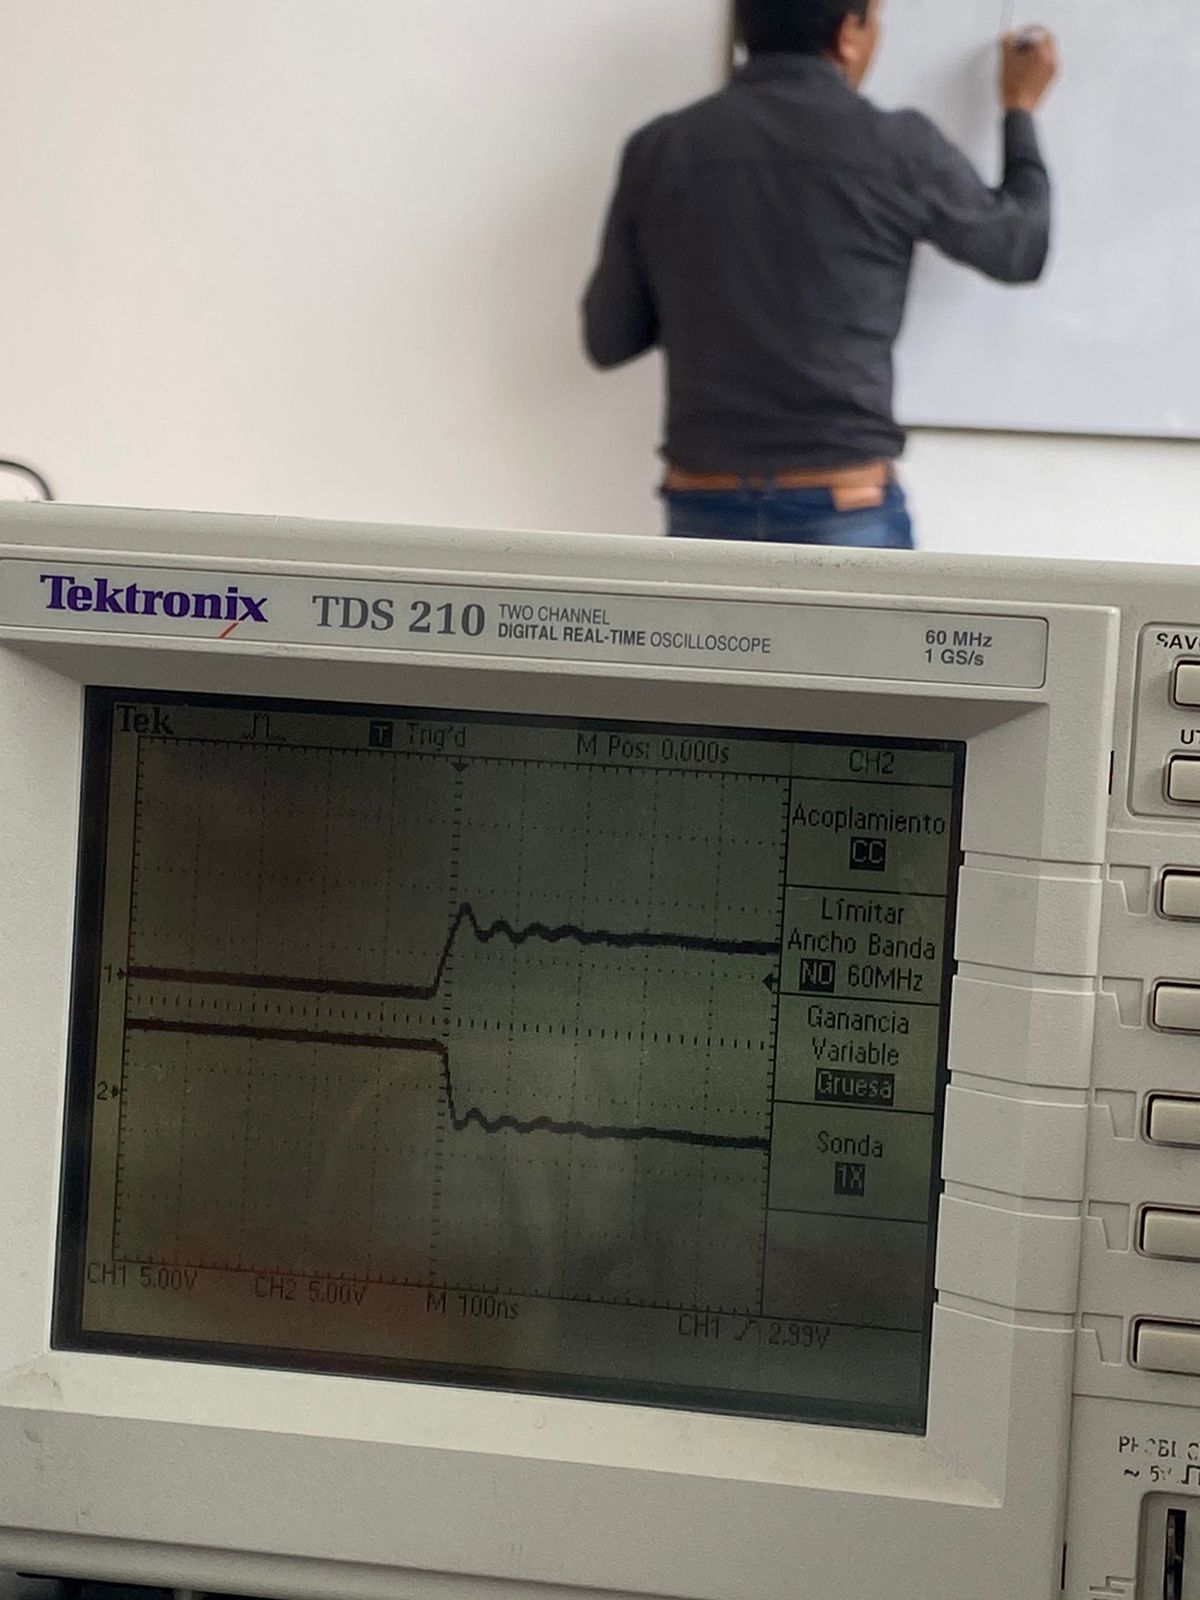 Tektronix TDS 210 TWO CHANNEL
DIGITAL REAL-TIME OSCILLOSCOPE
60 MHz
1 GS/s
Tek T Trig'd M Pos: 0.000s CH2
Acoplamiento
CC
Límitar
Ancho Banda
NO 60MHz
Ganancia
Variable
Gruesa
Sonda
1X
1
2
CH1 5.00V CH2 5.00V M 100ns CH1 2.99V
~ 5V